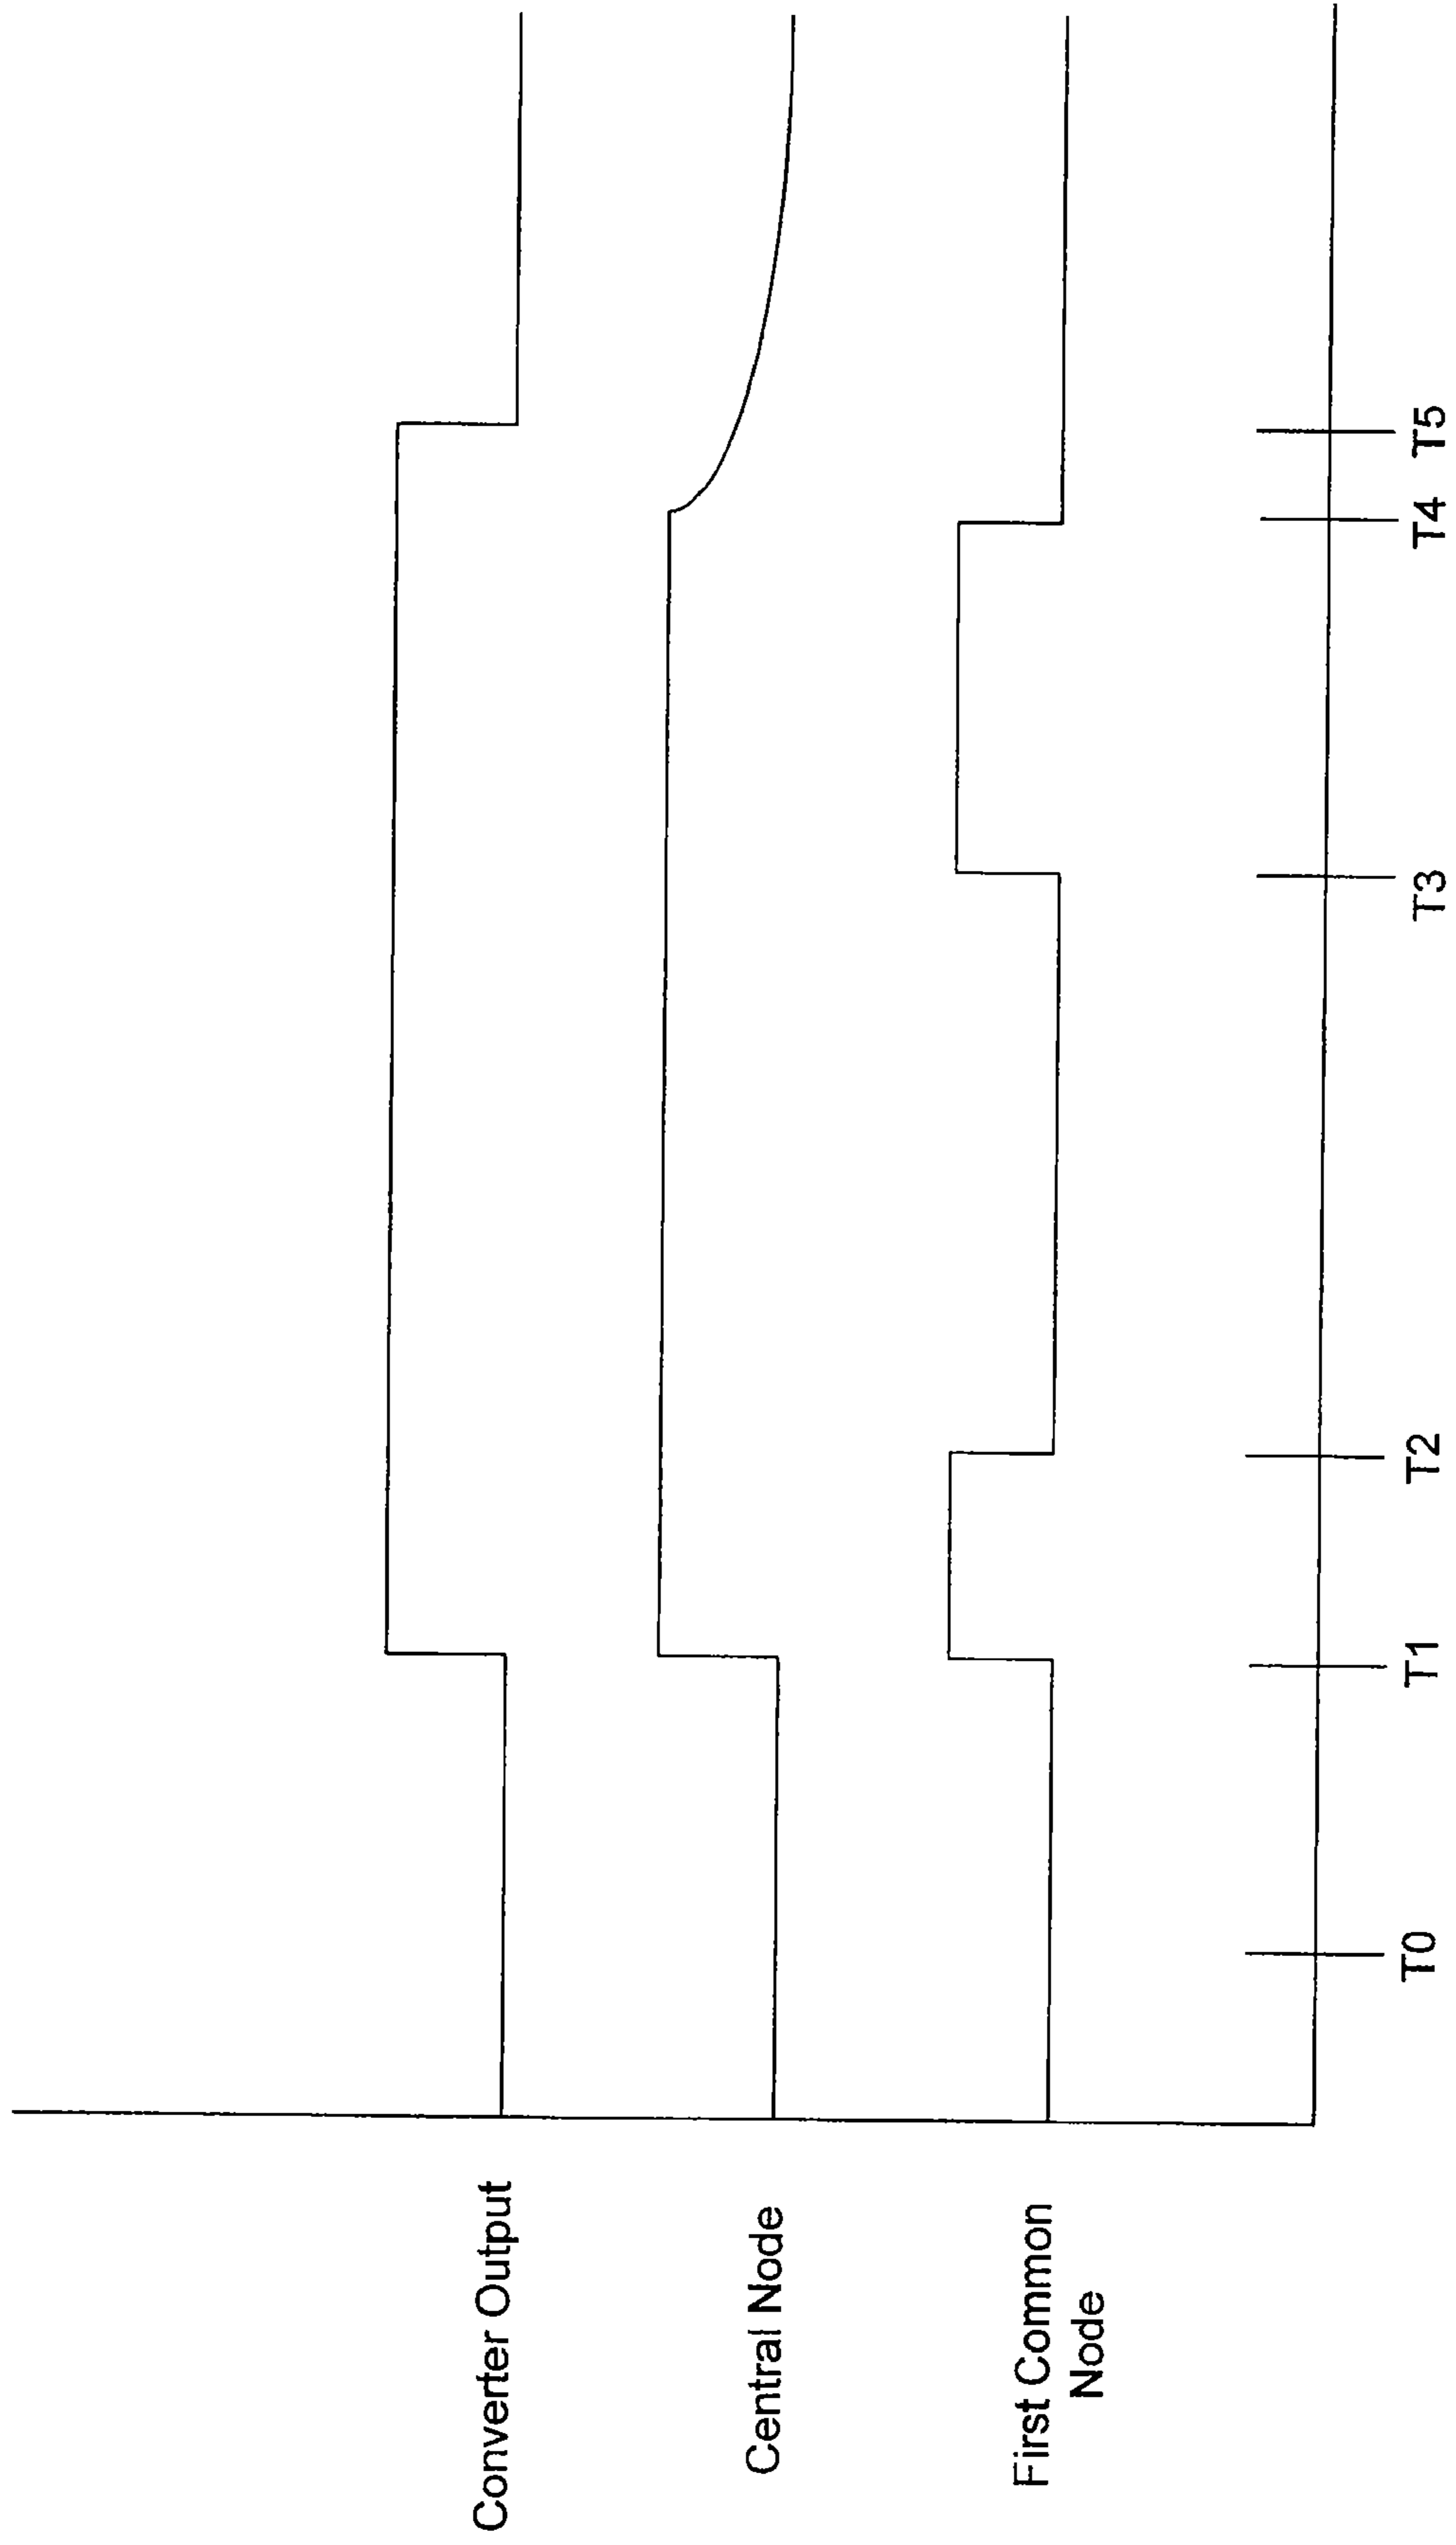 Converter Output
Central Node
First Common
Node
T0
T1
T2
T3
T4
T5